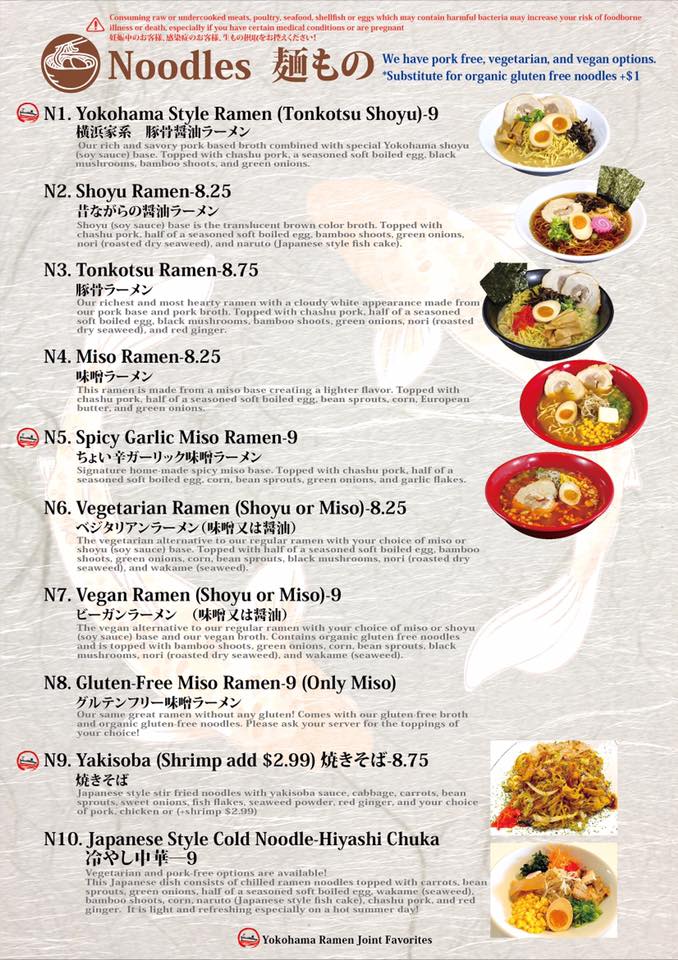 Consuming raw or undercooked meats, poultry, seafood, shellfish or eggs which may contain harmful bacteria may increase your risk of foodborne
illness or death, especially if you have certain medical conditions or are pregnant
妊娠中のお客様、感染症のお客様、生もの摂取をお控えください!
Noodles 麺もの
We have pork free, vegetarian, and vegan options.
*Substitute for organic gluten free noodles +$1
N1. Yokohama Style Ramen (Tonkotsu Shoyu)-9
横浜家系 豚骨醤油ラーメン
Our rich and savory pork based broth combined with special Yokohama shoyu
(soy sauce) base. Topped with chashu pork, a seasoned soft boiled egg, black
mushrooms, bamboo shoots, and green onions.
N2. Shoyu Ramen-8.25
昔ながらの醤油ラーメン
Shoyu (soy sauce) base is the translucent brown color broth. Topped with
chashu pork, half of a seasoned soft boiled egg, bamboo shoots, green onions,
nori (roasted dry seaweed), and naruto (Japanese style fish cake).
N3. Tonkotsu Ramen-8.75
豚骨ラーメン
Our richest and most hearty ramen with a cloudy white appearance made from
our pork base and pork broth. Topped with chashu pork, half of a seasoned
soft boiled egg, black mushrooms, bamboo shoots, green onions, nori (roasted
dry seaweed), and red ginger.
N4. Miso Ramen-8.25
味噌ラーメン
This ramen is made from a miso base creating a lighter flavor. Topped with
chashu pork, half of a seasoned soft boiled egg, bean sprouts, corn, European
butter, and green onions.
N5. Spicy Garlic Miso Ramen-9
ちょい辛ガーリック味噌ラーメン
Signature home-made spicy miso base. Topped with chashu pork, half of a
seasoned soft boiled egg, corn, bean sprouts, green onions, and garlic flakes.
N6. Vegetarian Ramen (Shoyu or Miso)-8.25
ベジタリアンラーメン(味噌又は醤油)
The vegetarian alternative to our regular ramen with your choice of miso or
shoyu (soy sauce) base. Topped with half of a seasoned soft boiled egg, bamboo
shoots, green onions, corn, bean sprouts, black mushrooms, nori (roasted dry
seaweed), and wakame (seaweed).
N7. Vegan Ramen (Shoyu or Miso)-9
ビーガンラーメン (味噌又は醤油)
The vegan alternative to our regular ramen with your choice of miso or shoyu
(soy sauce) base and our vegan broth. Contains organic gluten free noodles
and is topped with bamboo shoots, green onions, corn, bean sprouts, black
mushrooms, nori (roasted dry seaweed), and wakame (seaweed).
N8. Gluten-Free Miso Ramen-9 (Only Miso)
グルテンフリー味噌ラーメン
Our same great ramen without any gluten! Comes with our gluten-free broth
and organic gluten-free noodles. Please ask your server for the toppings of
your choice!
N9. Yakisoba (Shrimp add $2.99) 焼きそば-8.75
焼きそば
Japanese style stir fried noodles with yakisoba sauce, cabbage, carrots, bean
sprouts, sweet onions, fish flakes, seaweed powder, red ginger, and your choice
of pork, chicken or (+shrimp $2.99)
N10. Japanese Style Cold Noodle-Hiyashi Chuka
冷やし中華—9
Vegetarian and pork-free options are available!
This Japanese dish consists of chilled ramen noodles topped with carrots, bean
sprouts, green onions, half of a seasoned soft boiled egg, wakame (seaweed),
bamboo shoots, corn, naruto (Japanese style fish cake), chashu pork, and red
ginger. It is light and refreshing especially on a hot summer day!
Yokohama Ramen Joint Favorites